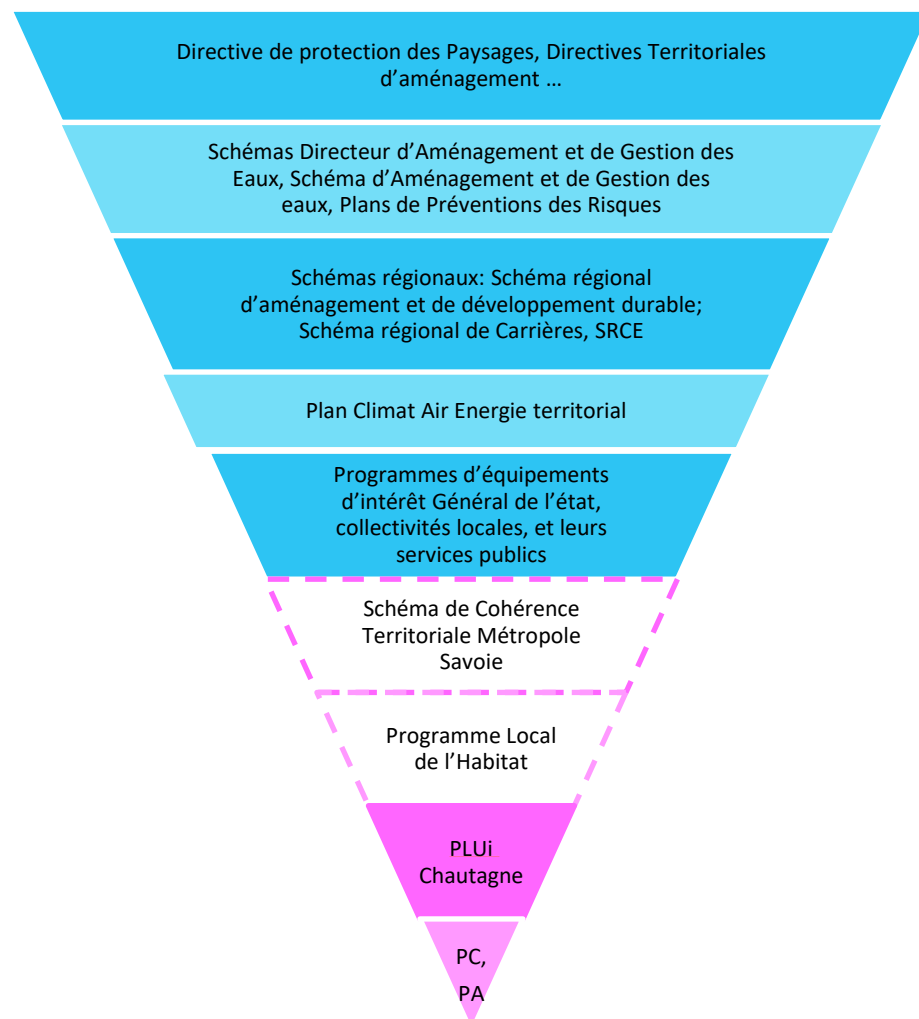 Directive de protection des Paysages, Directives Territoriales
d’aménagement …
Schémas Directeur d’Aménagement et de Gestion des
Eaux, Schéma d’Aménagement et de Gestion des
eaux, Plans de Préventions des Risques
Schémas régionaux: Schéma régional
d’aménagement et de développement durable;
Schéma régional de Carrières, SRCE
Plan Climat Air Energie territorial
Programmes d’équipements
d’intérêt Général de l’état,
collectivités locales, et leurs
services publics
Schéma de Cohérence
Territoriale Métropole
Savoie
Programme Local
de l’Habitat
PLUi
Chautagne
PC,
PA